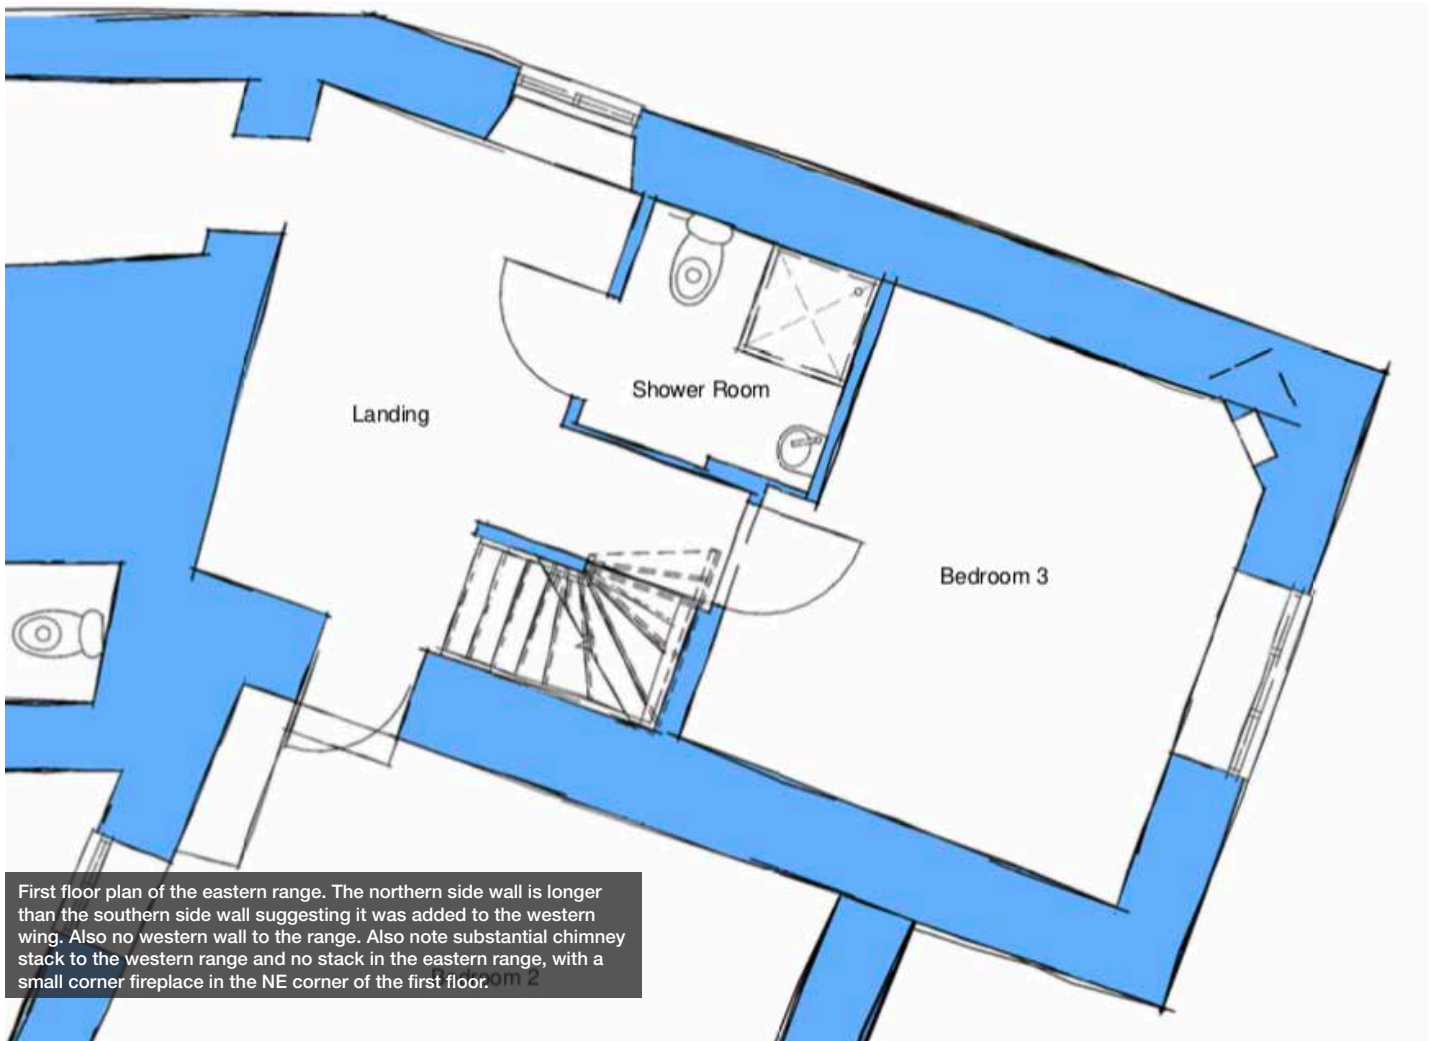 Shower Room
Landing
Bedroom 3
First floor plan of the eastern range. The northern side wall is longer
than the southern side wall suggesting it was added to the western
wing. Also no western wall to the range. Also note substantial chimney
stack to the western range and no stack in the eastern range, with a
small corner fireplace in the NE corner of the first floor.
Bedroom 2